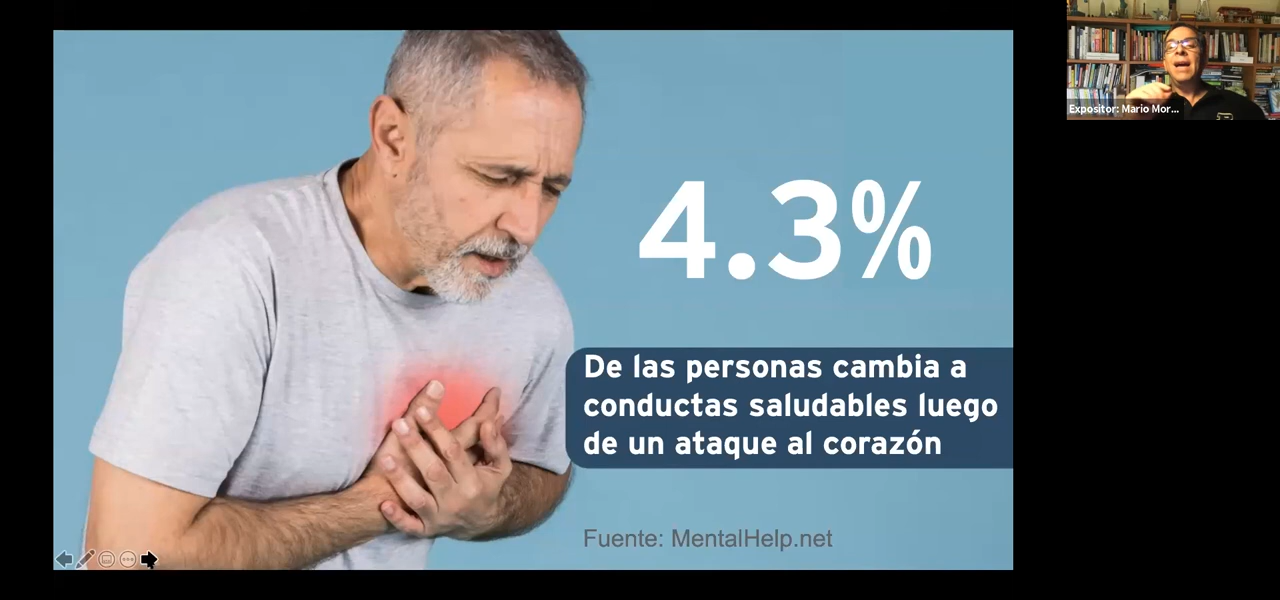 4.3%
De las personas cambia a
conductas saludables luego
de un ataque al corazón
Fuente: MentalHelp.net
Expositor: Mario Mor...